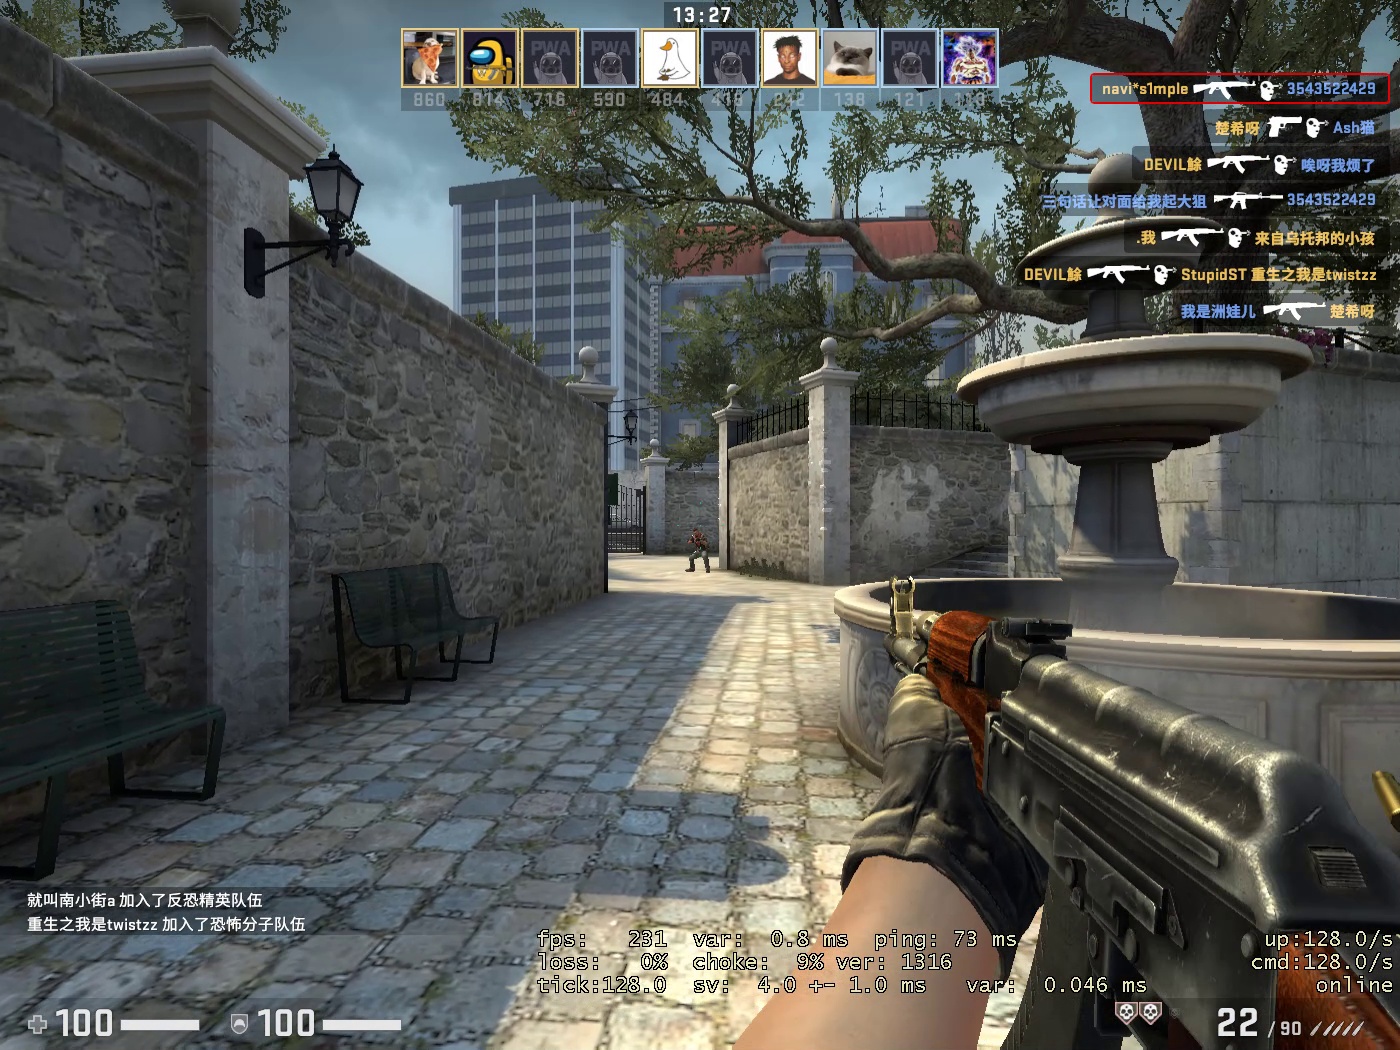 13:27
860 814 716 590 484 242 138 121
navi*s1mple 3543522429
楚希呀 Ash猫
DEVIL鮽 唉呀我烦了
三句话让对面给我起大狙 3543522429
.我 来自乌托邦的小孩
DEVIL鮽 StupidST 重生之我是twistzz
我是洲娃儿 楚希呀
就叫南小街a 加入了反恐精英队伍
重生之我是twistzz 加入了恐怖分子队伍
fps: 231 var: 0.8 ms ping: 73 ms up:128.0/s
loss: 0% choke: 9% ver: 1316 cmd:128.0/s
tick:128.0 sv: 4.0 +- 1.0 ms var: 0.046 ms online
100 100 22 / 90